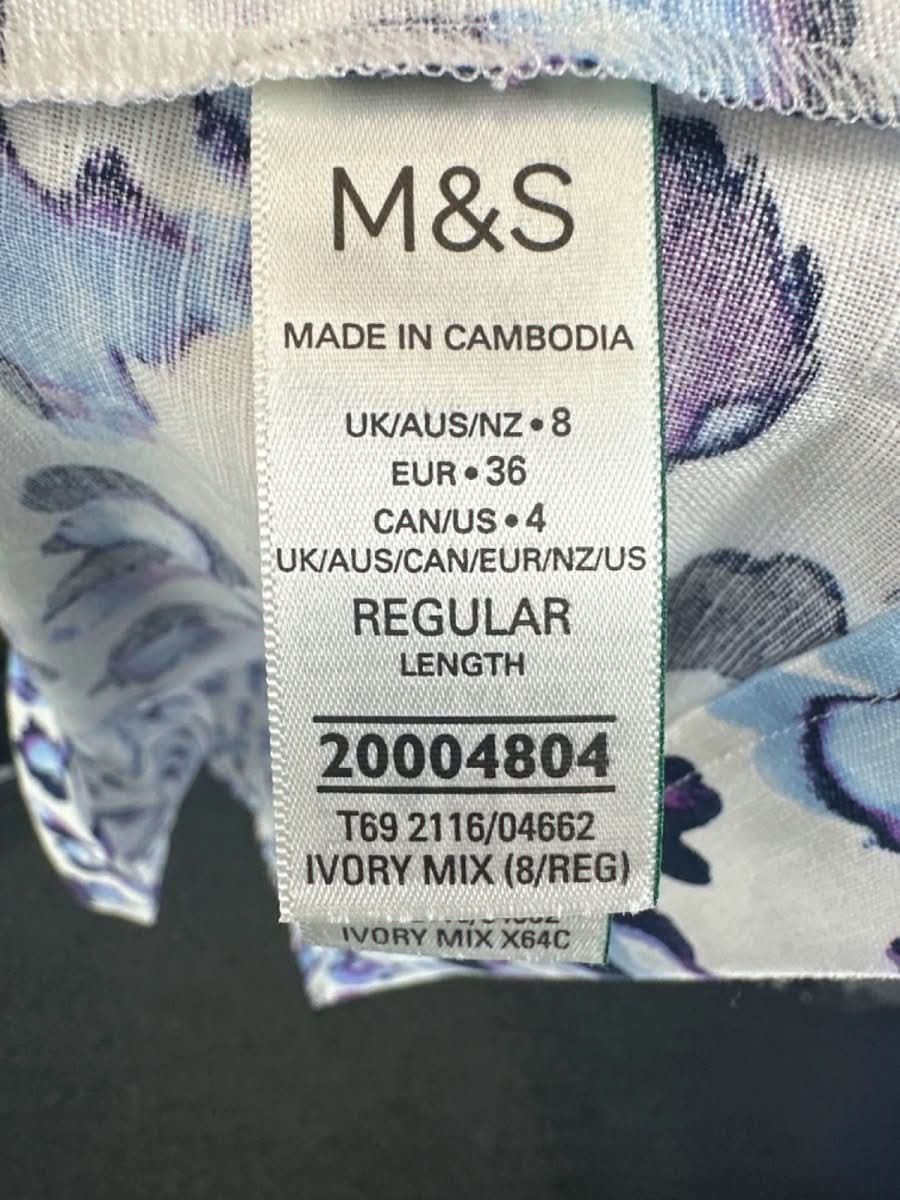 M&S
MADE IN CAMBODIA
UK/AUS/NZ • 8
EUR • 36
CAN/US • 4
UK/AUS/CAN/EUR/NZ/US
REGULAR
LENGTH
20004804
T69 2116/04662
IVORY MIX (8/REG)
IVORY MIX X64C